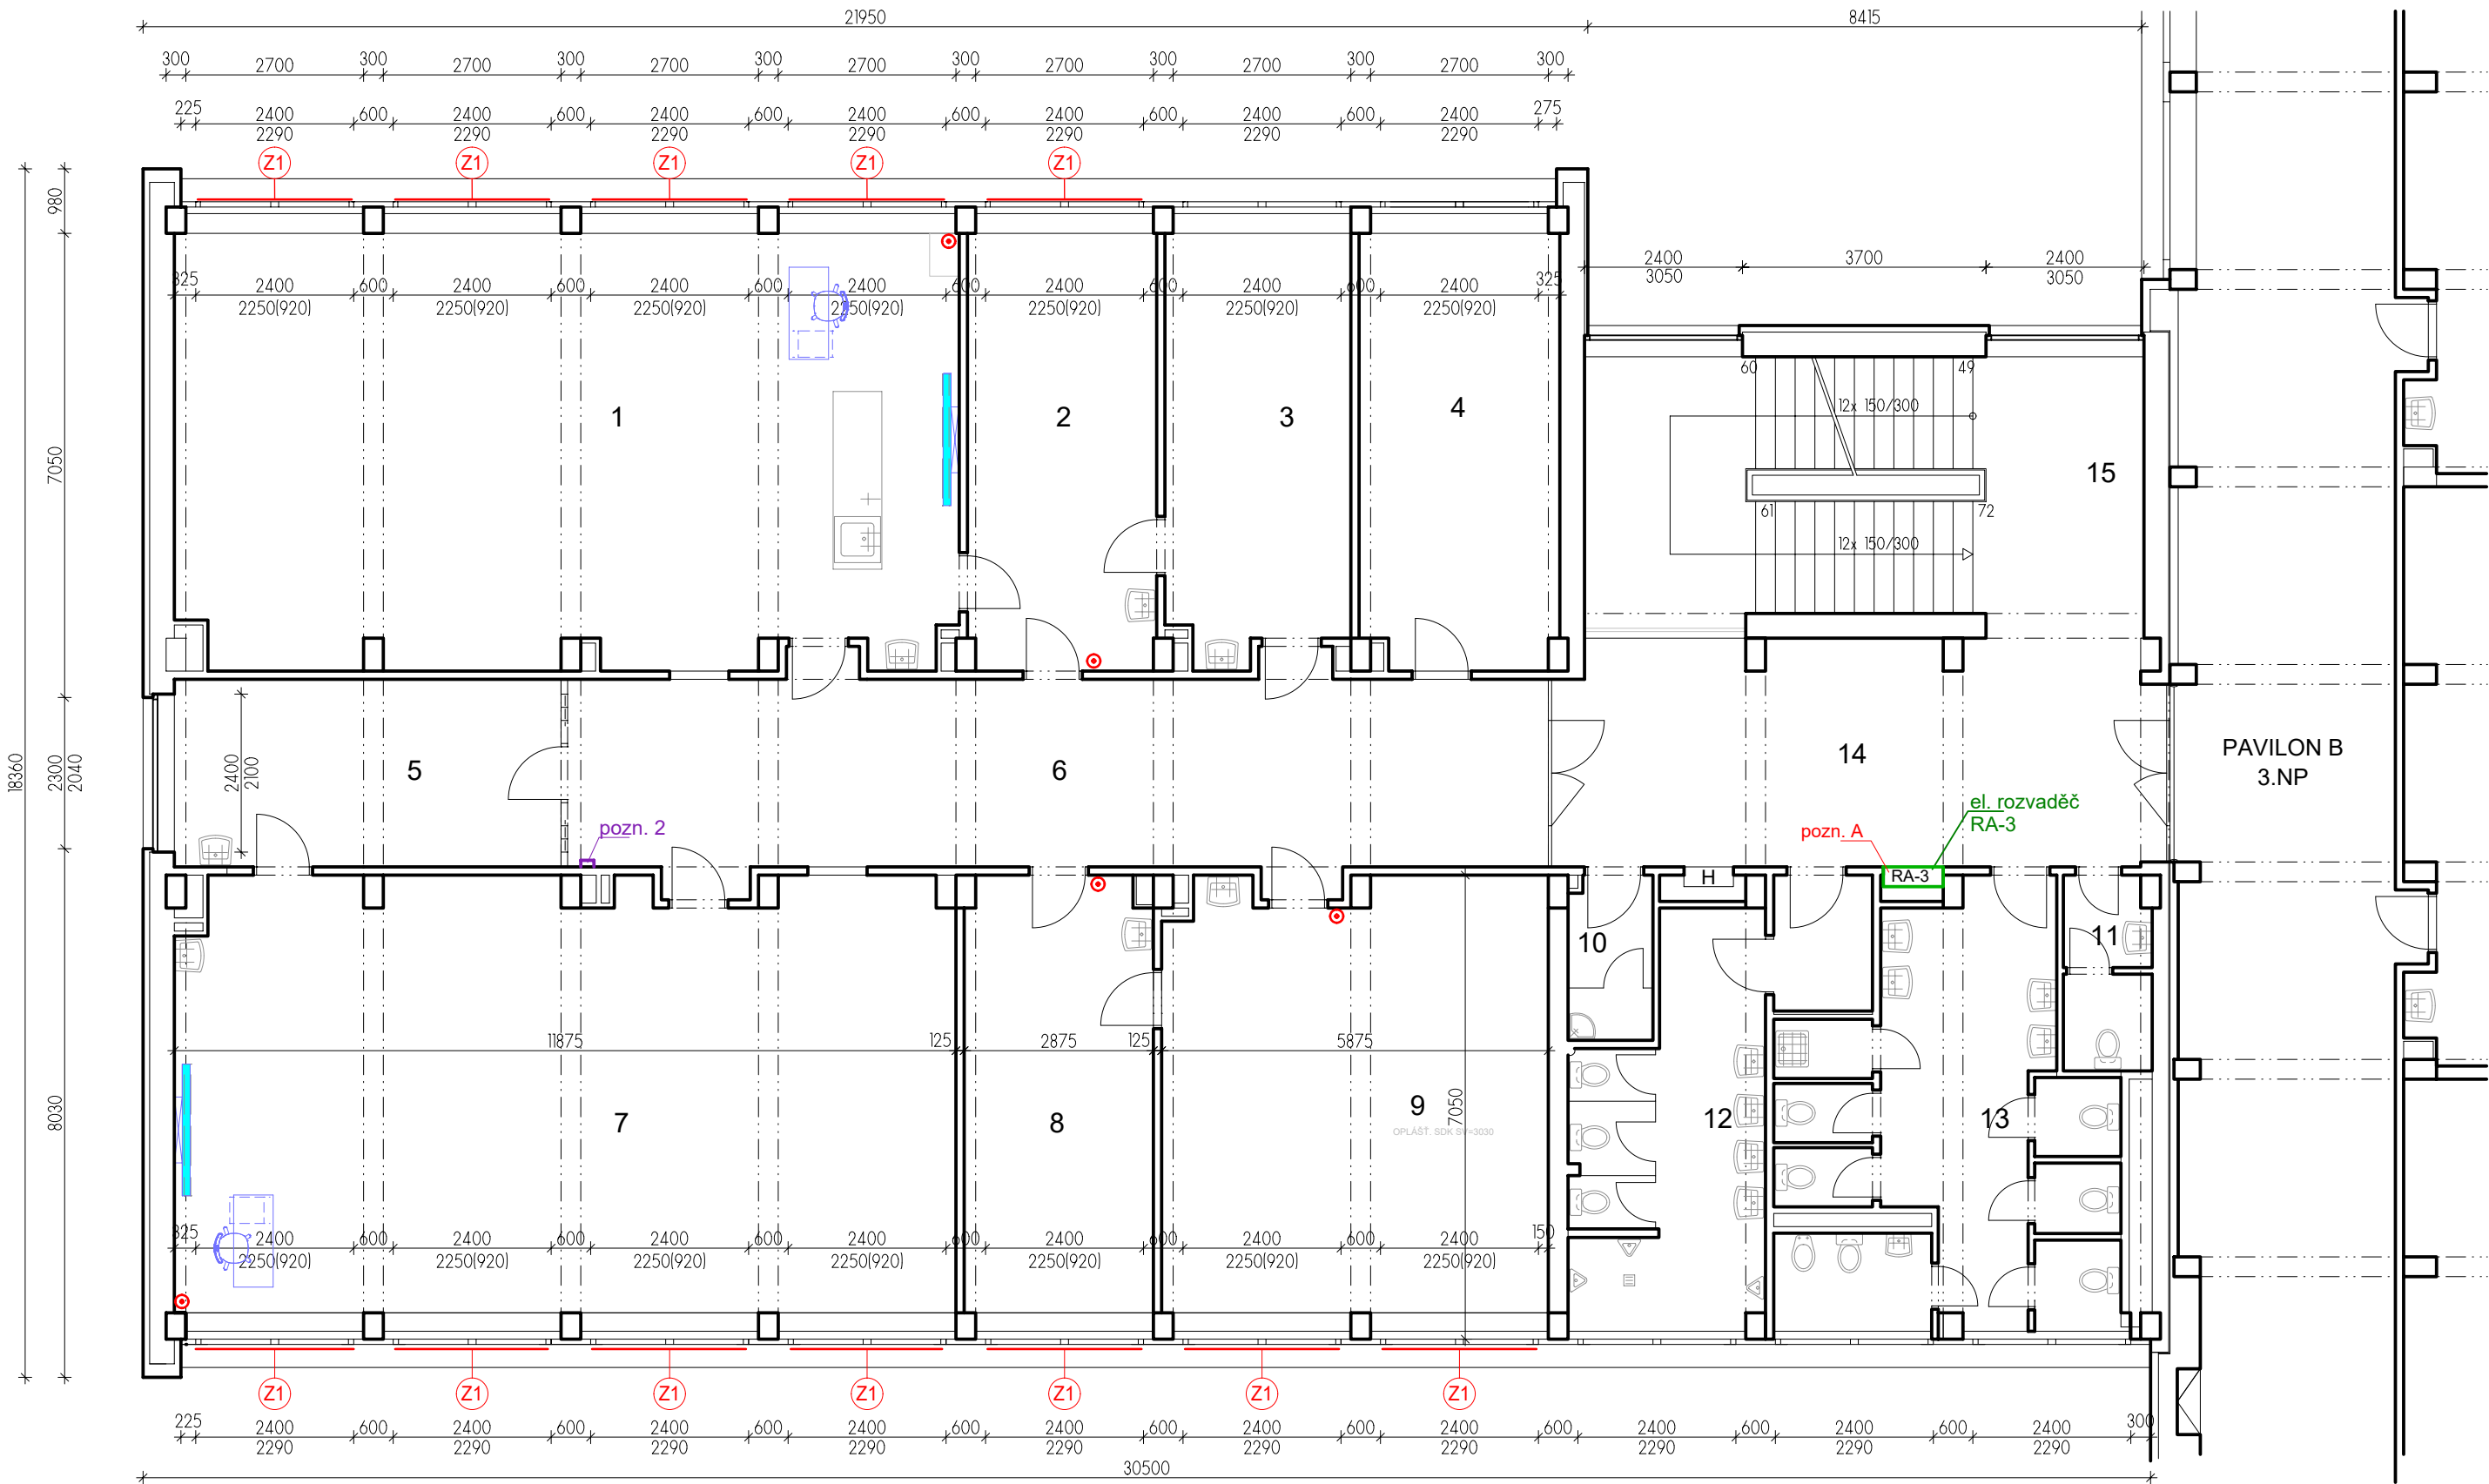 21950 8415
300 2700 300 2700 300 2700 300 2700 300 2700 300 2700 300 2700 300
225 2400 600 2400 600 2400 600 2400 600 2400 600 2400 600 2400 275
2290 2290 2290 2290 2290 2290 2290
Z1 Z1 Z1 Z1 Z1
980
2400 3700 2400
3050 3050
325 2400 600 2400 600 2400 600 2400 600 2400 600 2400 600 2400 325
2250(920) 2250(920) 2250(920) 2250(920) 2250(920) 2250(920) 2250(920)
60 49
12x 150/300
1 2 3 4
7050
15
61 72
12x 150/300
18360
2300
2040
2400
2100
5 6 14
PAVILON B
3.NP
el. rozvaděč
RA-3
pozn. 2
pozn. A
H
RA-3
10 11
11875 125 2875 125 5875
8030
7 8 9 12 13
7050
OPLÁŠŤ. SDK SV=3030
325 2400 600 2400 600 2400 600 2400 600 2400 600 2400 600 2400 150
2250(920) 2250(920) 2250(920) 2250(920) 2250(920) 2250(920) 2250(920)
Z1 Z1 Z1 Z1 Z1 Z1 Z1
225 2400 600 2400 600 2400 600 2400 600 2400 600 2400 600 2400 600 2400 600 2400 600 2400 300
2290 2290 2290 2290 2290 2290 2290 2290 2290 2290
30500